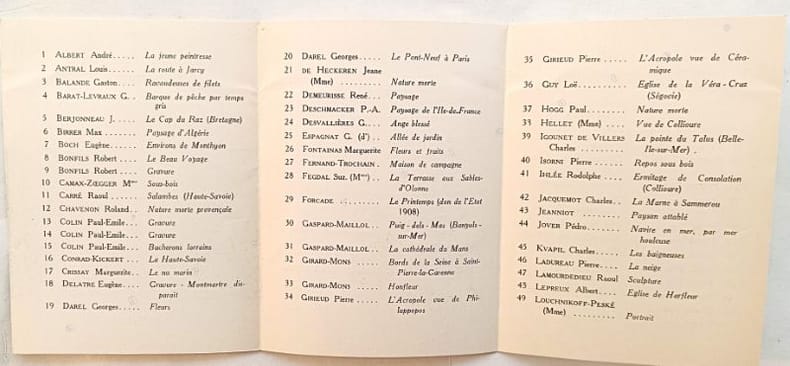 1 ALBERT André..... La jeune peintresse
2 ANTRAL Louis..... La route à Jarcy
3 BALANDE Gaston.... Racoudeuses de filets
4 BARAT-LEVRAUX G.. Barque de pêche par temps
gris
5 BERJONNEAU J..... Le Cap du Raz (Bretagne)
6 BIRRER Max ........ Paysage d'Algérie
7 BOCH Eugène....... Environs de Monthyon
8 BONFILS Robert .... Le Beau Voyage
9 BONFILS Robert .... Gravure
10 CAMAX-ZŒGGER Mme Sous-bois
11 CARRÉ Raoul ...... Salambes (Haute-Savoie)
12 CHAVENON Roland.. Nature morte provençale
13 COLIN Paul-Emile... Gravure
14 COLIN Paul-Emile... Gravure
15 COLIN Paul-Emile... Bucherons lorrains
16 CONRAD-KICKERT... La Haute-Savoie
17 CRISSAY Marguerite.. Le nu marin
18 DELATRE Eugène.... Gravure - Montmartre dis-
parait
19 DAREL Georges...... Fleurs
20 DAREL Georges..... Le Pont-Neuf à Paris
21 DE HECKEREN Jeane
(Mme) ......... Nature morte
22 DEMEURISSE René... Paysage
23 DESCHMACKER P.-A. Paysage de l'Ile-de-France
24 DESVALLIÈRES G.... Ange blessé
25 ESPAGNAT G. (d')... Allée de jardin
26 FONTAINAS Marguerite Fleurs et fruits
27 FERNAND-TROCHAIN. Maison de campagne
28 FEGDAL Suz. (Mme).. La Terrasse aux Sables-
d'Olonne
29 FORCADE .......... Le Printemps (don de l'Etat
1908)
30 GASPARD-MAILLOL.. Puig-dels-Mas (Banyuls-
sur-Mer)
31 GASPARD-MAILLOL.. La cathédrale du Mans
32 GIRARD-MONS ..... Bords de la Seine à Saint-
Pierre-la-Garenne
33 GIRARD-MONS ..... Honfleur
34 GIRIEUD Pierre ..... L'Acropole vue de Phi-
lappopos
35 GIRIEUD Pierre ..... L'Acropole vue de Céra-
mique
36 GUY Loë.......... Eglise de la Véra-Cruz
(Ségovie)
37 HOGG Paul........ Nature morte
38 HELLET (Mme) .... Vue de Collioure
39 IGOUNET DE VILLERS La pointe du Talus (Belle-
Charles ........ Ile-sur-Mer) .
40 ISORNI Pierre ...... Repos sous bois
41 ISILÉE Rodolphe .... Ermitage de Consolation
(Collioure)
42 JACQUEMOT Charles.. La Marne à Sammerou
43 JEANNIOT ........ Paysan attablé
44 JOVER Pédro....... Navire en mer, par mer
houleuse
45 KVAPIL Charles..... Les baigneuses
46 LADUREAU Pierre.... La neige
47 LAMOURDEDIEU Raoul Sculpture
48 LEPREUX Albert.... Eglise de Harfleur
49 LOUCHNIKOFF-PESKÉ
(Mme) ......... Portrait